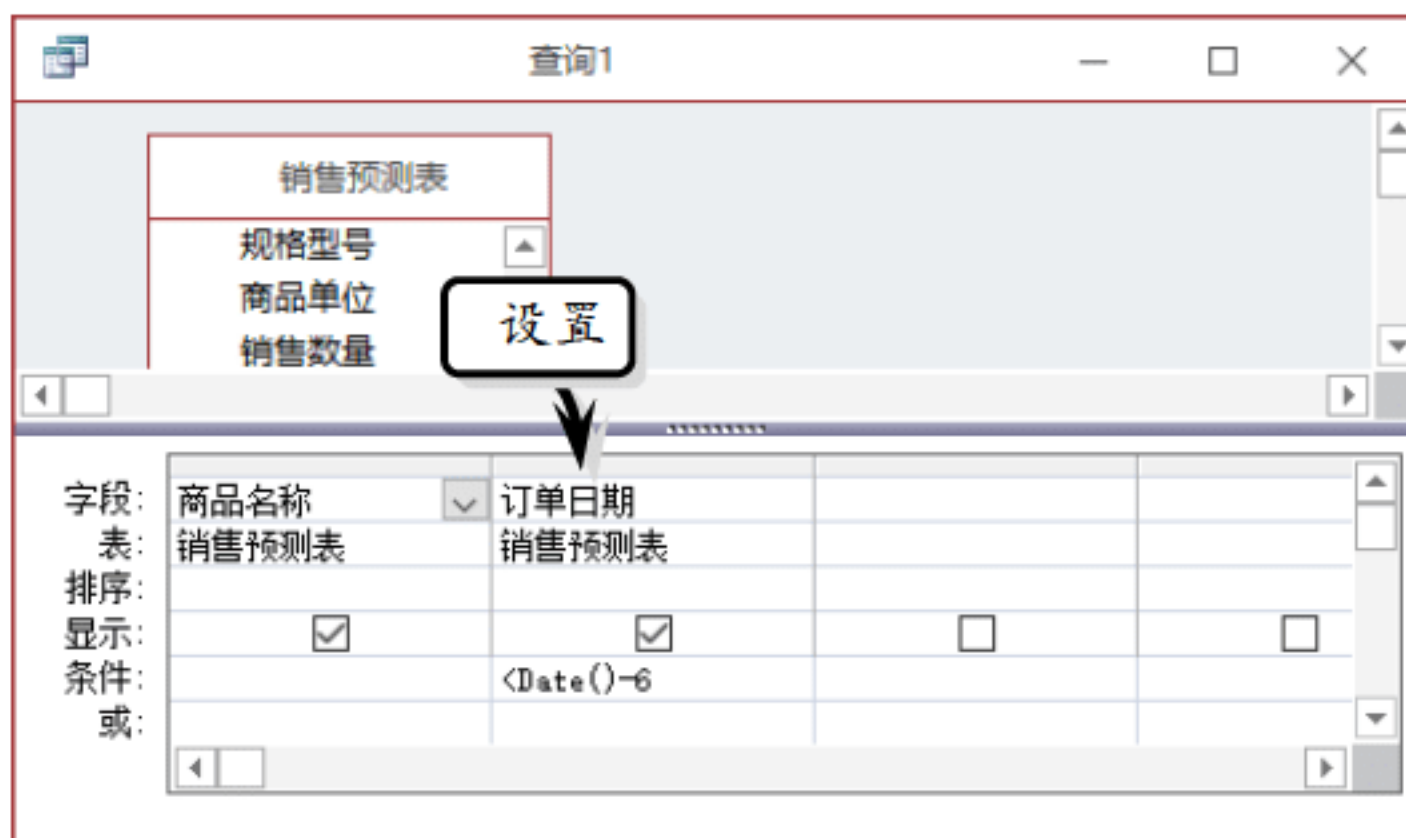 查询1
销售预测表
规格型号
商品单位
销售数量
设置
字段: 商品名称 订单日期
表: 销售预测表 销售预测表
排序:
显示:
条件: <Date()-6
或: